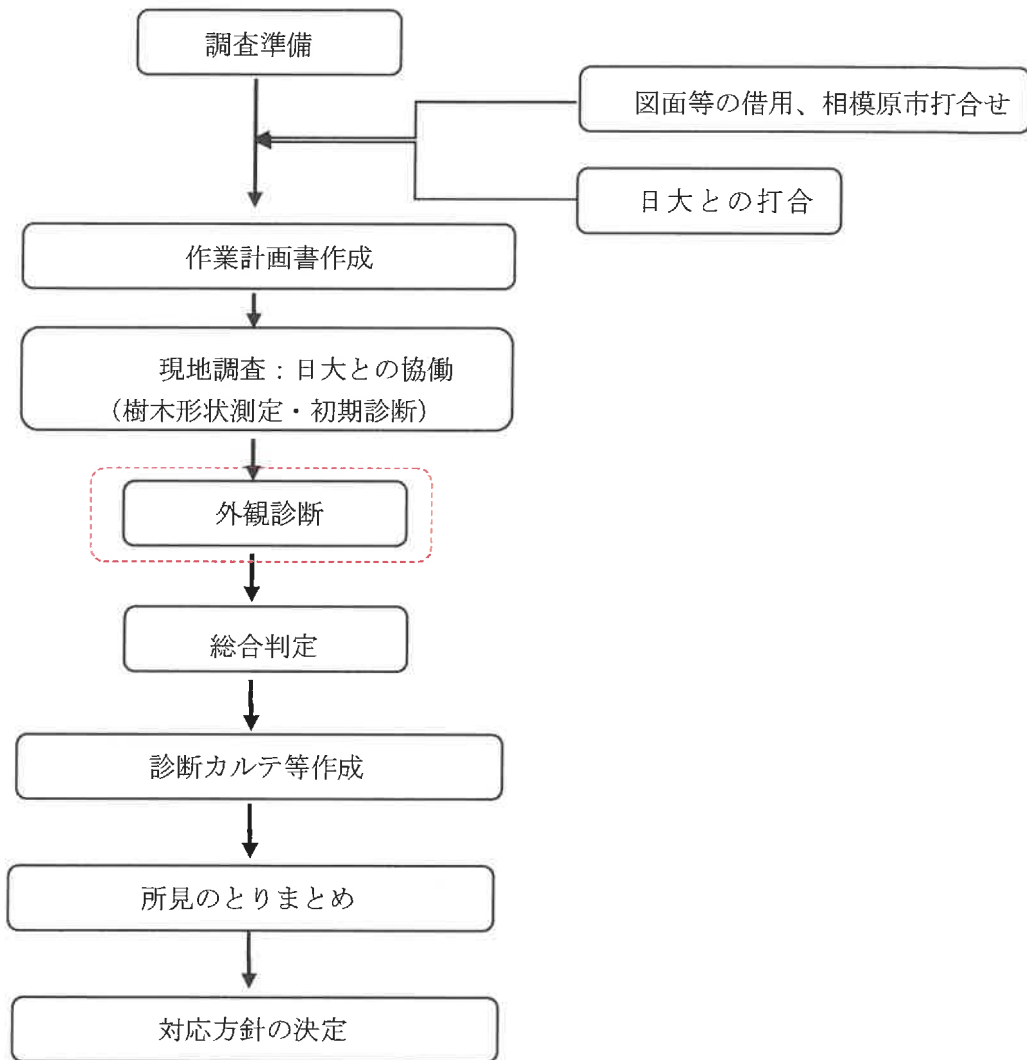 調査準備
図面等の借用、相模原市打合せ
日大との打合
作業計画書作成
現地調査：日大との協働
（樹木形状測定・初期診断）
外観診断
総合判定
診断カルテ等作成
所見のとりまとめ
対応方針の決定